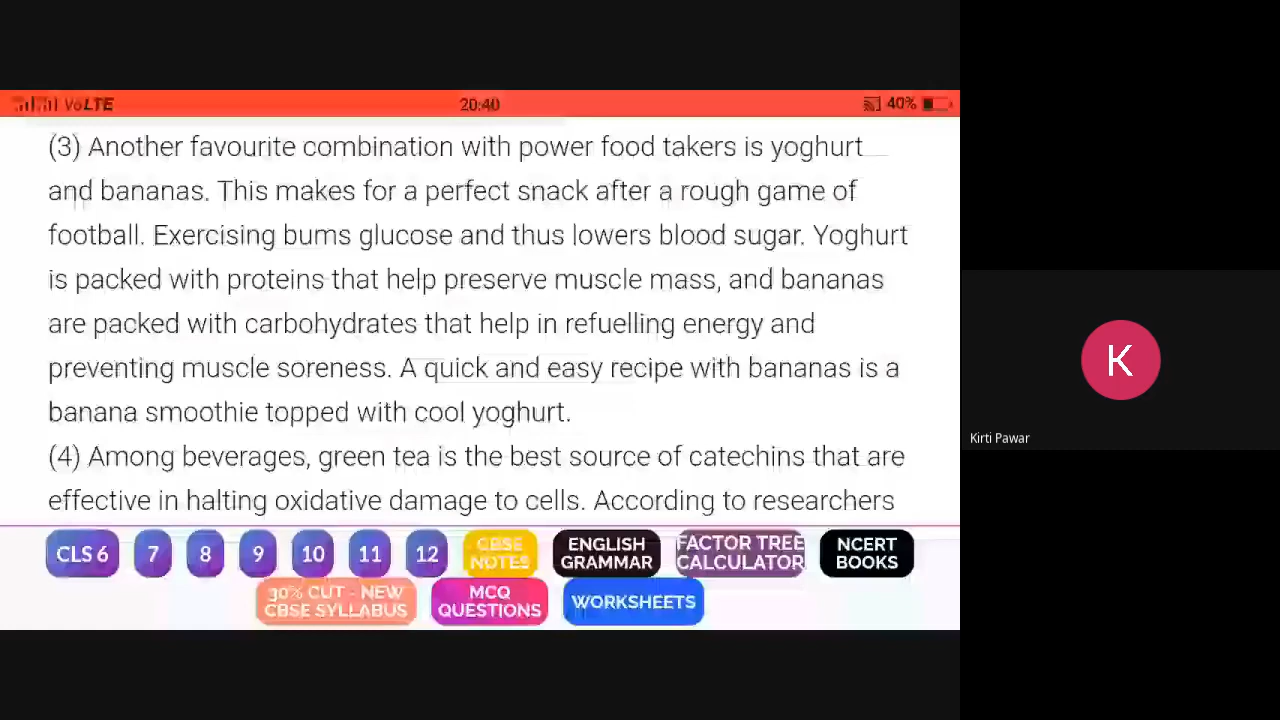 VoLTE
20:40
40%
(3) Another favourite combination with power food takers is yoghurt
and bananas. This makes for a perfect snack after a rough game of
football. Exercising bums glucose and thus lowers blood sugar. Yoghurt
is packed with proteins that help preserve muscle mass, and bananas
are packed with carbohydrates that help in refuelling energy and
preventing muscle soreness. A quick and easy recipe with bananas is a
banana smoothie topped with cool yoghurt.
(4) Among beverages, green tea is the best source of catechins that are
effective in halting oxidative damage to cells. According to researchers
CLS 6
7
8
9
10
11
12
CBSE
NOTES
ENGLISH
GRAMMAR
FACTOR TREE
CALCULATOR
NCERT
BOOKS
30% CUT - NEW
CBSE SYLLABUS
MCQ
QUESTIONS
WORKSHEETS
K
Kirti Pawar